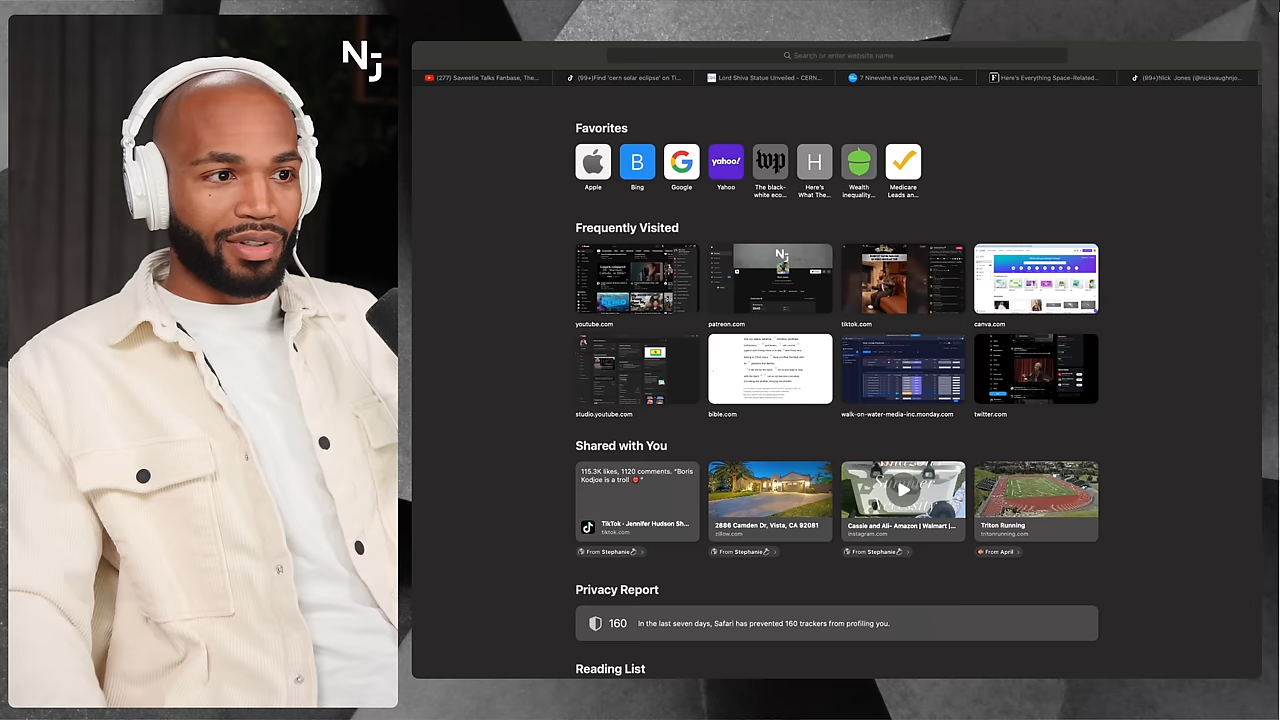 NJ
Search or enter website name
(277) Saweetie Talks Fanbase, The...
(99+)Find 'cern solar eclipse' on Ti...
Lord Shiva Statue Unveiled - CERN...
7 Ninevehs in eclipse path? No, jus...
Here's Everything Space-Related...
(99+)Nick Jones (@nickvaughnjo...
Favorites
B
yahoo!
wp
H
Apple
Bing
Google
Yahoo
The black-
white eco...
Here's
What The...
Wealth
inequality...
Medicare
Leads an...
Frequently Visited
NJ
youtube.com
patreon.com
tiktok.com
canva.com
studio.youtube.com
bible.com
walk-on-water-media-inc.monday.com
twitter.com
Shared with You
115.3K likes, 1120 comments. "Boris
Kodjoe is a troll
TikTok · Jennifer Hudson Sh...
tiktok.com
2886 Camden Dr, Vista, CA 92081
zillow.com
Summer
Cassie and Ali- Amazon | Walmart |...
instagram.com
Triton Running
tritonrunning.com
From Stephanie
From Stephanie
From Stephanie
From April
Privacy Report
160
In the last seven days, Safari has prevented 160 trackers from profiling you.
Reading List